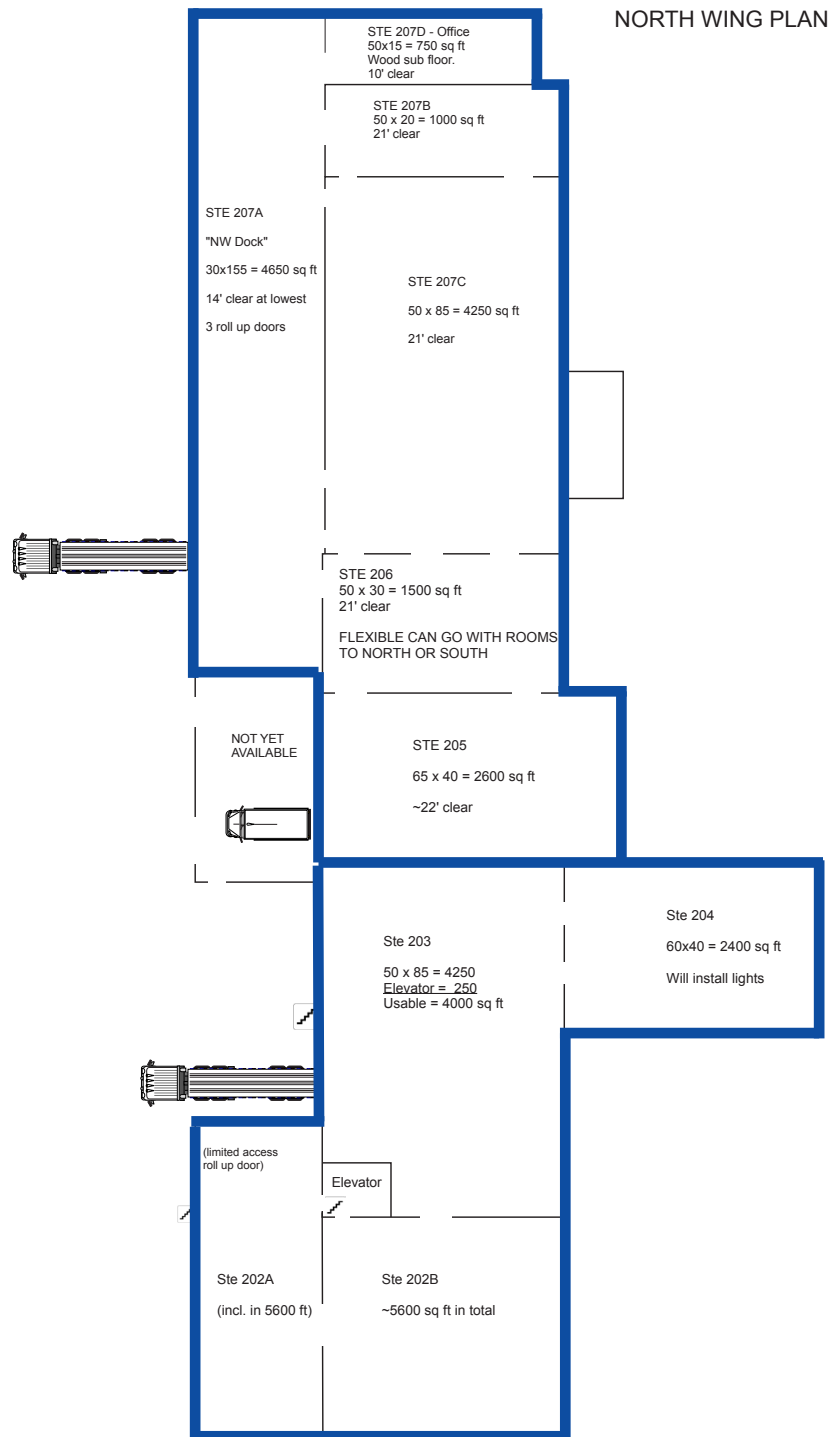 NORTH WING PLAN
STE 207D - Office
50x15 = 750 sq ft
Wood sub floor.
10' clear
STE 207B
50 x 20 = 1000 sq ft
21' clear
STE 207A
"NW Dock"
30x155 = 4650 sq ft
14' clear at lowest
3 roll up doors
STE 207C
50 x 85 = 4250 sq ft
21' clear
STE 206
50 x 30 = 1500 sq ft
21' clear
FLEXIBLE CAN GO WITH ROOMS
TO NORTH OR SOUTH
NOT YET
AVAILABLE
STE 205
65 x 40 = 2600 sq ft
~22' clear
Ste 203
50 x 85 = 4250
Elevator = 250
Usable = 4000 sq ft
Ste 204
60x40 = 2400 sq ft
Will install lights
(limited access
roll up door)
Elevator
Ste 202A
(incl. in 5600 ft)
Ste 202B
~5600 sq ft in total